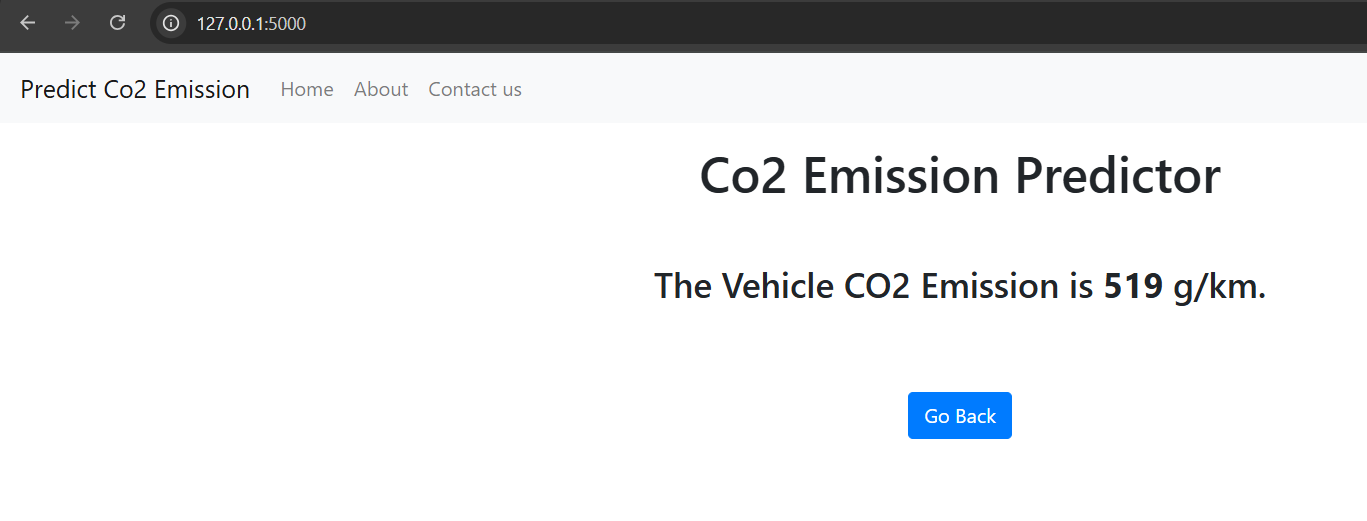 127.0.0.1:5000
Predict Co2 Emission Home About Contact us
Co2 Emission Predictor
The Vehicle CO2 Emission is 519 g/km.
Go Back